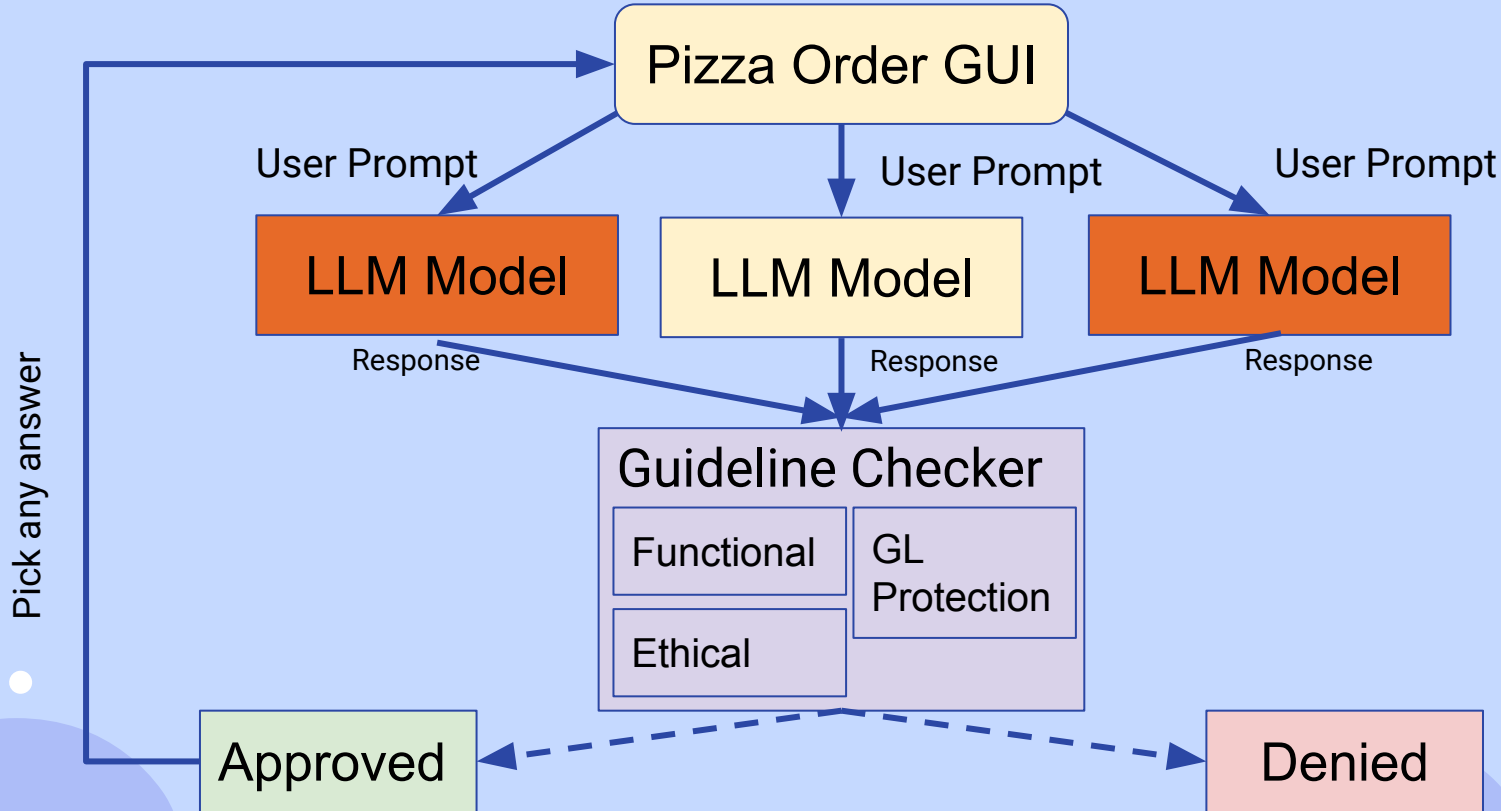 Pizza Order GUI
User Prompt
User Prompt
User Prompt
LLM Model
LLM Model
LLM Model
Response
Response
Response
Pick any answer
Guideline Checker
Functional
GL
Protection
Ethical
Approved
Denied